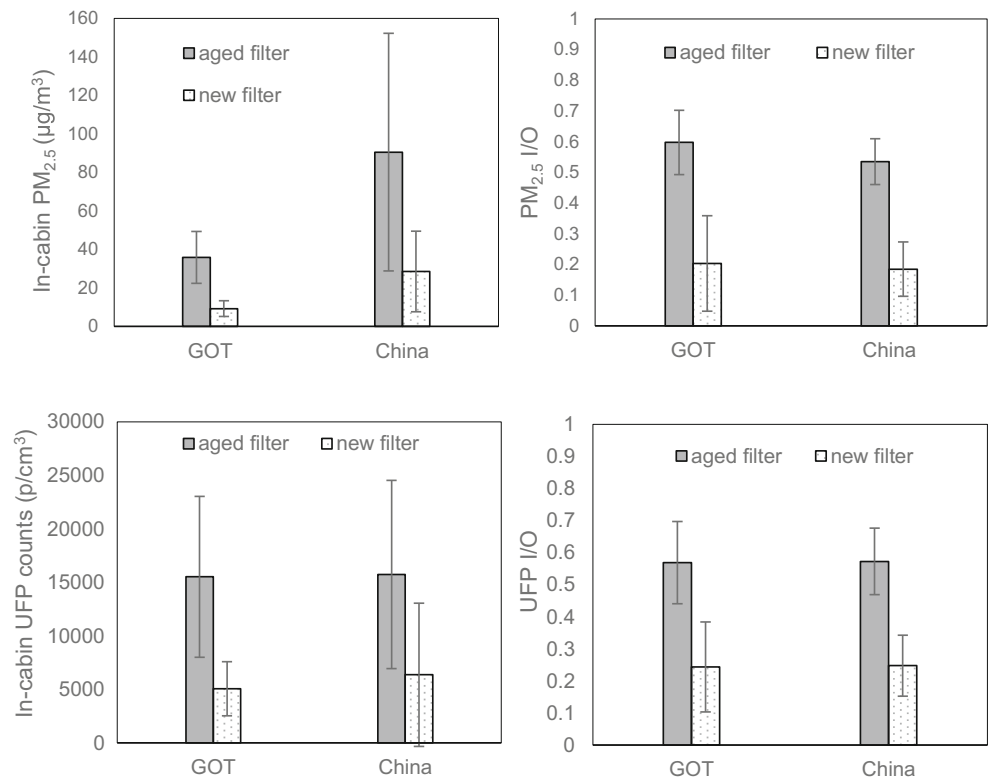 In-cabin PM2.5 (µg/m³)
160
140
120
100
80
60
40
20
0
aged filter
new filter
GOT China
PM2.5 I/O
1
0.9
0.8
0.7
0.6
0.5
0.4
0.3
0.2
0.1
0
aged filter new filter
GOT China
In-cabin UFP counts (p/cm³)
30000
25000
20000
15000
10000
5000
0
aged filter new filter
GOT China
UFP I/O
1
0.9
0.8
0.7
0.6
0.5
0.4
0.3
0.2
0.1
0
aged filter new filter
GOT China